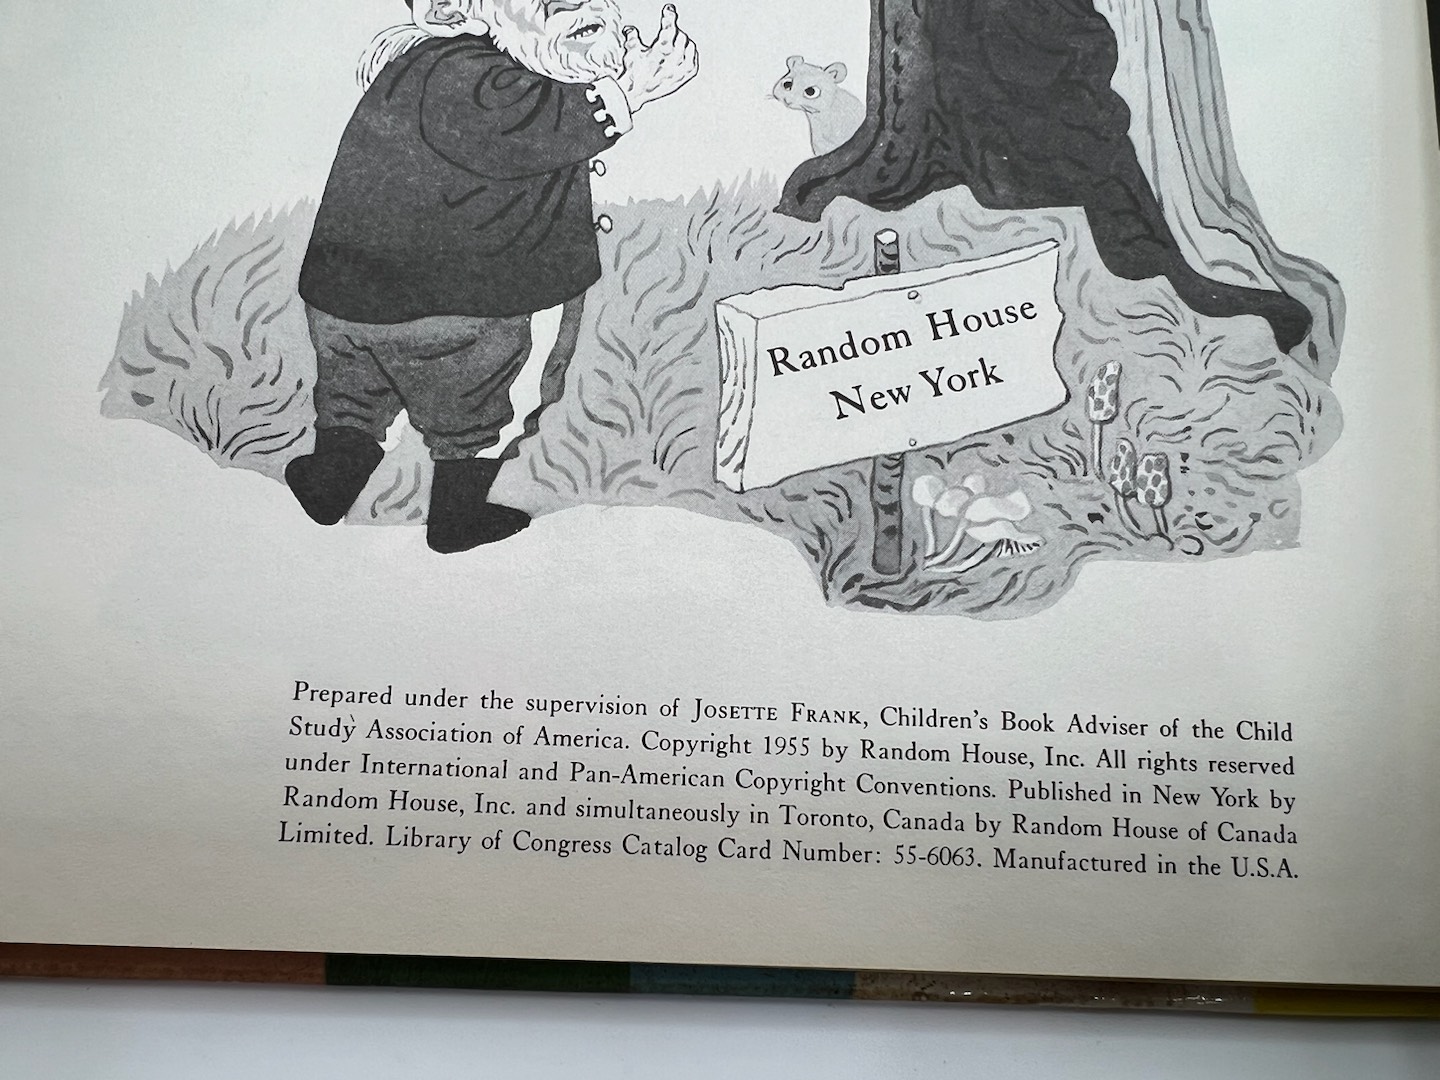 Random House
New York
Prepared under the supervision of JOSETTE FRANK, Children's Book Adviser of the Child
Study Association of America. Copyright 1955 by Random House, Inc. All rights reserved
under International and Pan-American Copyright Conventions. Published in New York by
Random House, Inc. and simultaneously in Toronto, Canada by Random House of Canada
Limited. Library of Congress Catalog Card Number: 55-6063. Manufactured in the U.S.A.